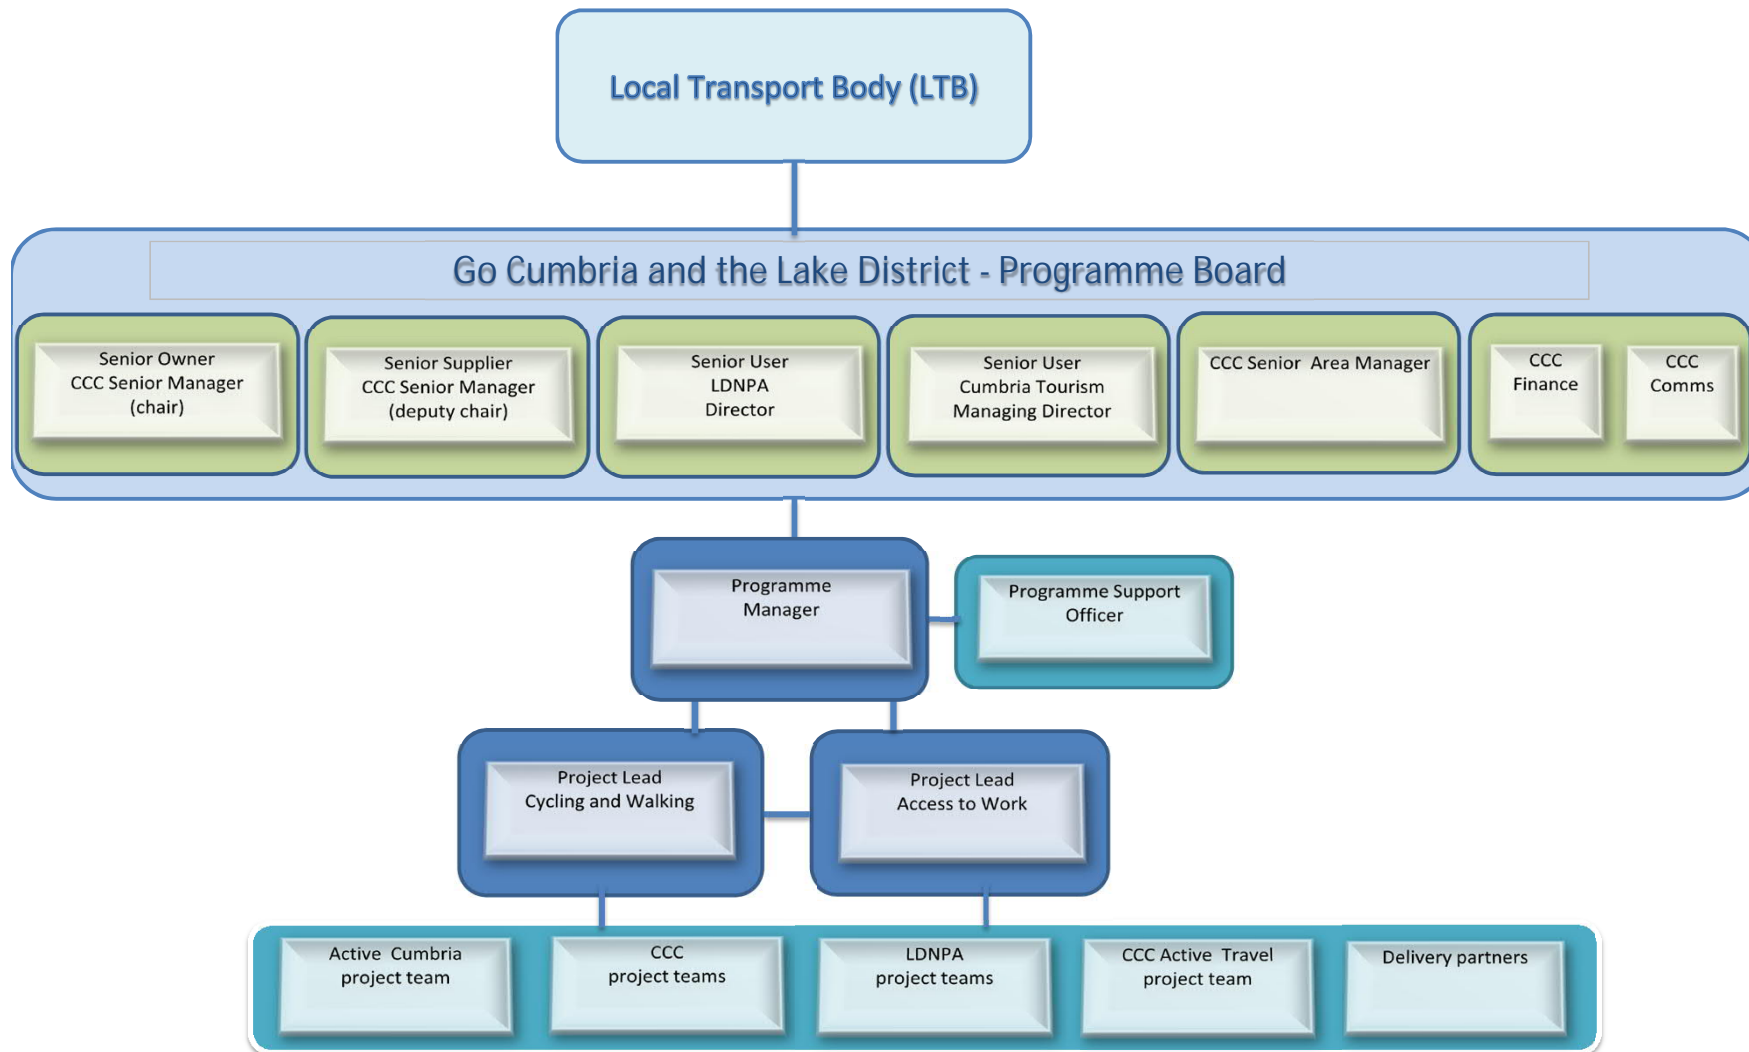 Local Transport Body (LTB)
Go Cumbria and the Lake District - Programme Board
Senior Owner
CCC Senior Manager
(chair)
Senior Supplier
CCC Senior Manager
(deputy chair)
Senior User
LDNPA
Director
Senior User
Cumbria Tourism
Managing Director
CCC Senior Area Manager
CCC
Finance
CCC
Comms
Programme
Manager
Programme Support
Officer
Project Lead
Cycling and Walking
Project Lead
Access to Work
Active Cumbria
project team
CCC
project teams
LDNPA
project teams
CCC Active Travel
project team
Delivery partners